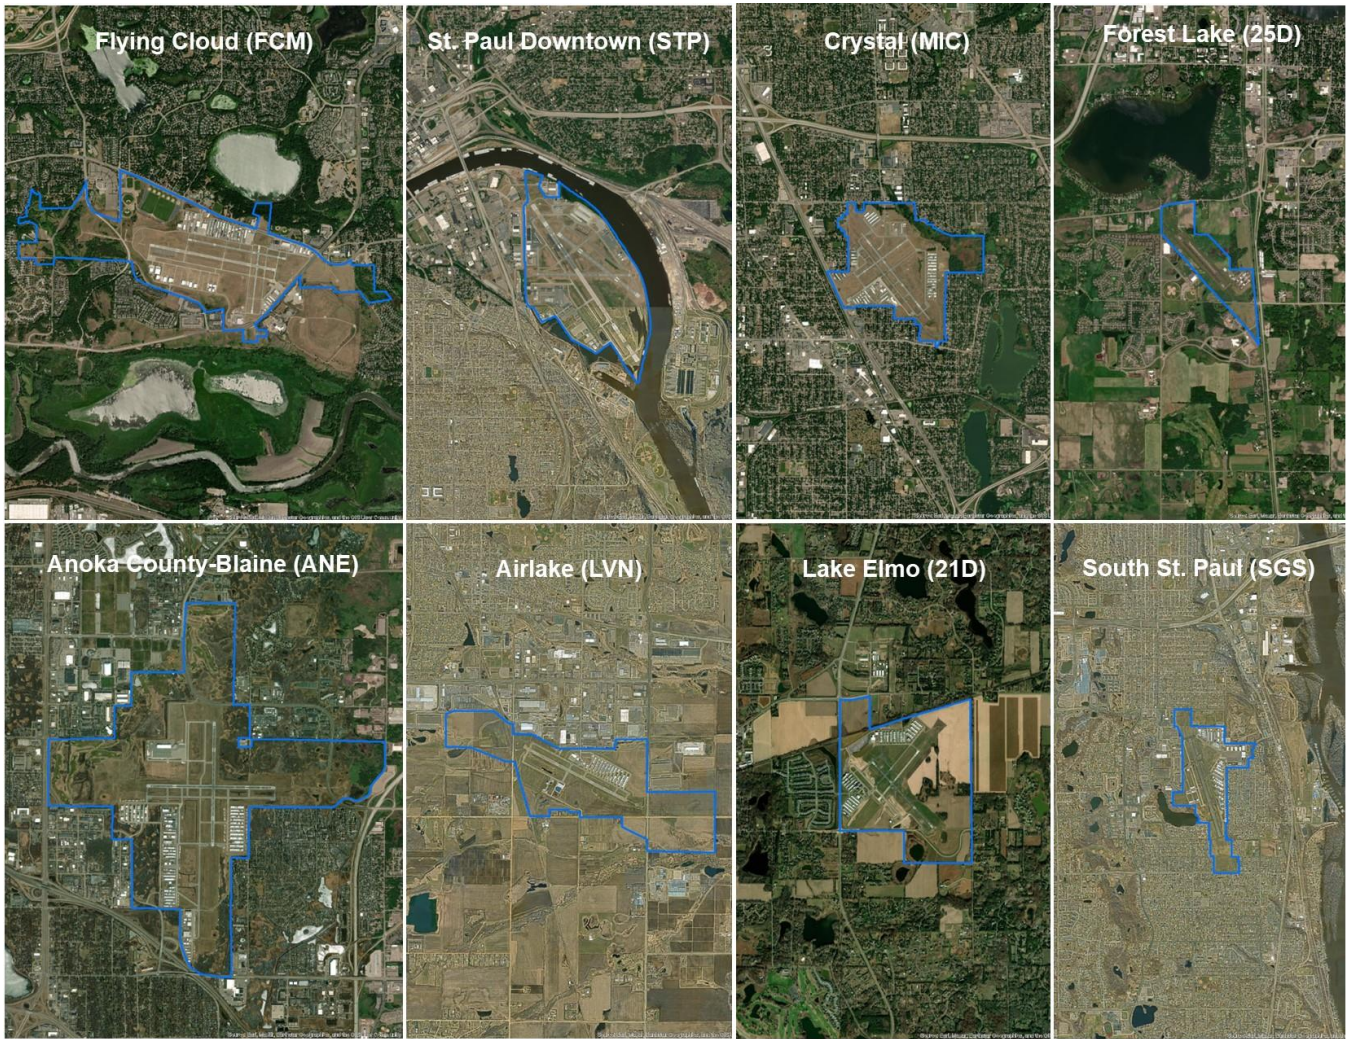 Flying Cloud (FCM)
St. Paul Downtown (STP)
Crystal (MIC)
Forest Lake (25D)
Anoka County-Blaine (ANE)
Airlake (LVN)
Lake Elmo (21D)
South St. Paul (SGS)